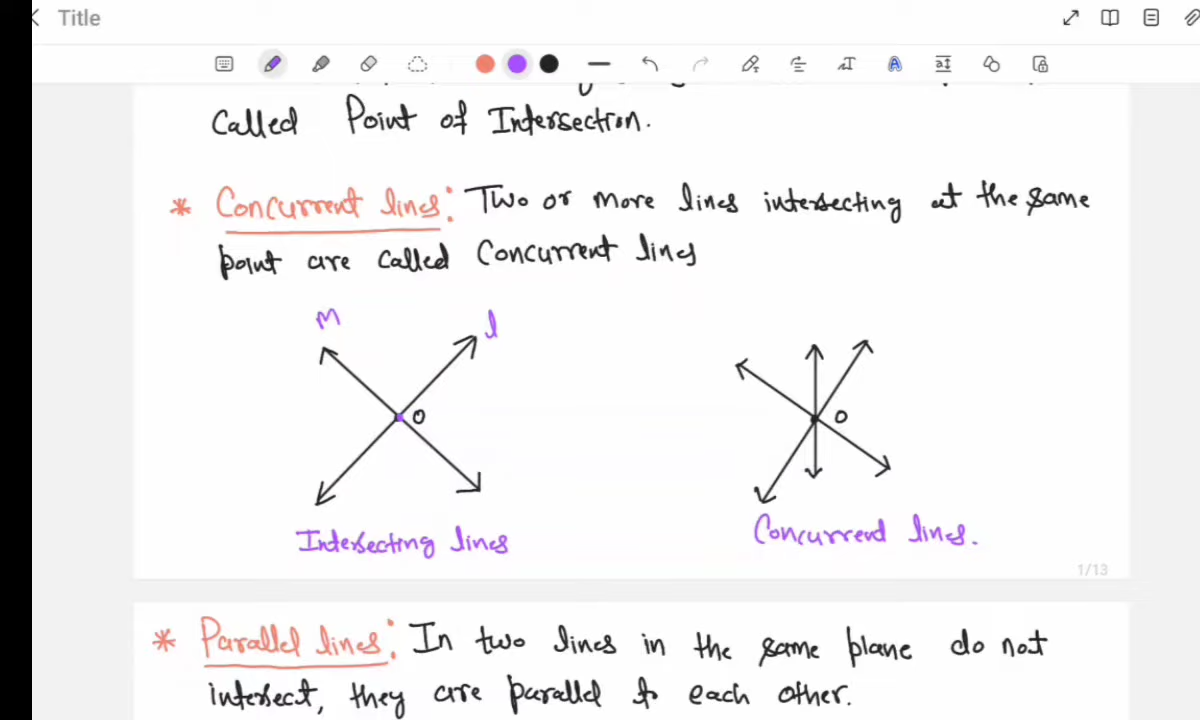 Title
Called Point of Intersection.
* Concurrent lines: Two or more lines intersecting at the same
point are called Concurrent lines
M
l
O
O
Intersecting lines
Concurrend lines.
1/13
* Parallel lines: In two lines in the same plane do not
intersect, they are parallel to each other.